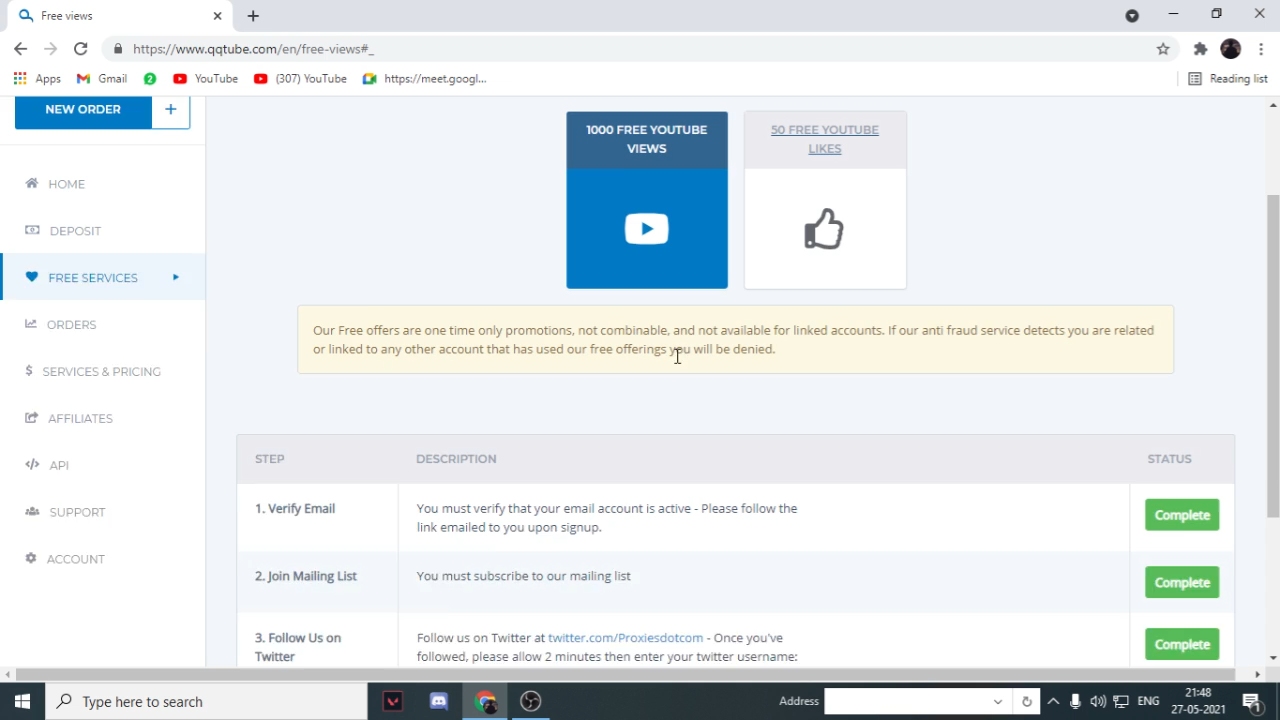 Free views
https://www.qqtube.com/en/free-views#_
Apps
Gmail
2
YouTube
(307) YouTube
https://meet.googl...
Reading list
NEW ORDER
+
HOME
DEPOSIT
FREE SERVICES
ORDERS
$ SERVICES & PRICING
AFFILIATES
</> API
SUPPORT
ACCOUNT
1000 FREE YOUTUBE
VIEWS
50 FREE YOUTUBE
LIKES
Our Free offers are one time only promotions, not combinable, and not available for linked accounts. If our anti fraud service detects you are related
or linked to any other account that has used our free offerings you will be denied.
STEP DESCRIPTION STATUS
1. Verify Email
You must verify that your email account is active - Please follow the
link emailed to you upon signup.
Complete
2. Join Mailing List
You must subscribe to our mailing list
Complete
3. Follow Us on
Twitter
Follow us on Twitter at twitter.com/Proxiesdotcom - Once you've
followed, please allow 2 minutes then enter your twitter username:
Complete
Type here to search
Address
ENG
21:48
27-05-2021
1